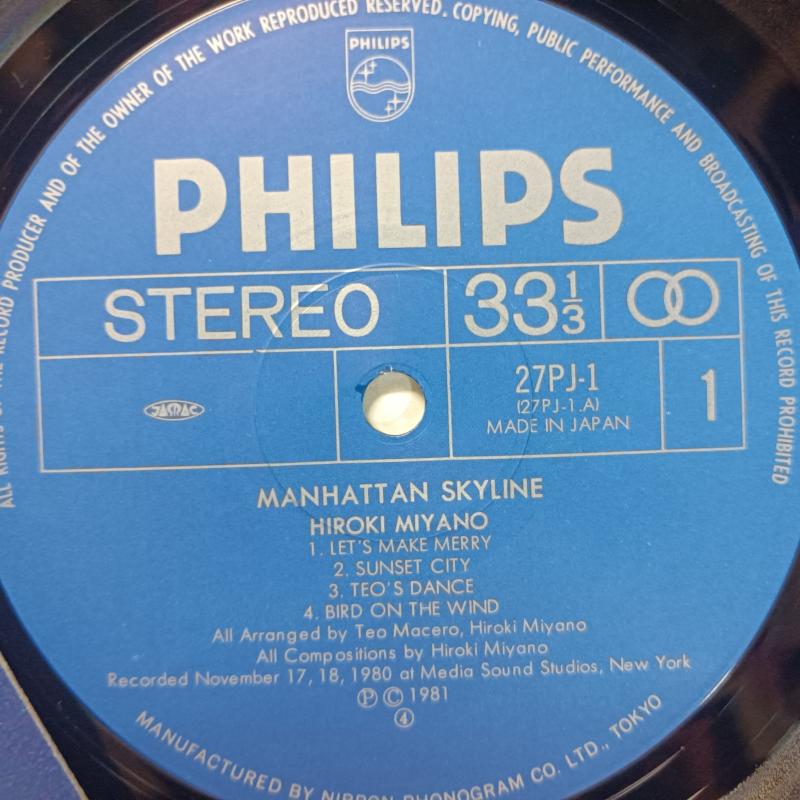 ALL RIGHTS OF THE RECORD PRODUCER AND OF THE OWNER OF THE WORK REPRODUCED RESERVED. COPYING, PUBLIC PERFORMANCE AND BROADCASTING OF THIS RECORD PROHIBITED
PHILIPS
PHILIPS
STEREO
33 1/3
JASRAC
27PJ-1
(27PJ-1.A)
MADE IN JAPAN
1
MANHATTAN SKYLINE
HIROKI MIYANO
1. LET'S MAKE MERRY
2. SUNSET CITY
3. TEO'S DANCE
4. BIRD ON THE WIND
All Arranged by Teo Macero, Hiroki Miyano
All Compositions by Hiroki Miyano
Recorded November 17, 18, 1980 at Media Sound Studios, New York
Ⓟ © 1981
④
MANUFACTURED BY NIPPON PHONOGRAM CO. LTD., TOKYO